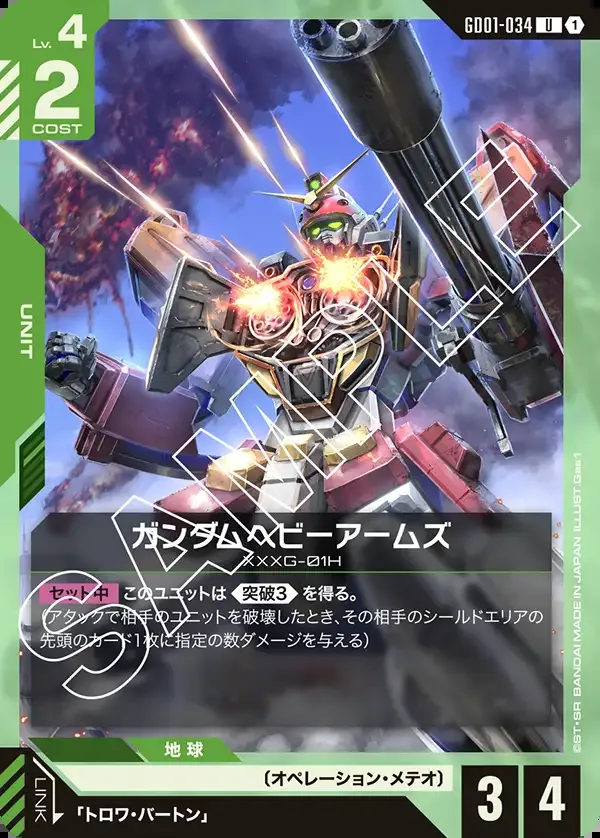 Lv. 4
2
COST
GD01-034 U 1
UNIT
SAMPLE
ガンダムヘビーアームズ
XXXG-01H
セット中 このユニットは 突破3 を得る。
(アタックで相手のユニットを破壊したとき、その相手のシールドエリアの
先頭のカード1枚に指定の数ダメージを与える)
©ST・SR BANDAI MADE IN JAPAN ILLUST.Gββ1
地球
〔オペレーション・メテオ〕
LINK
「トロワ・バートン」
3 4